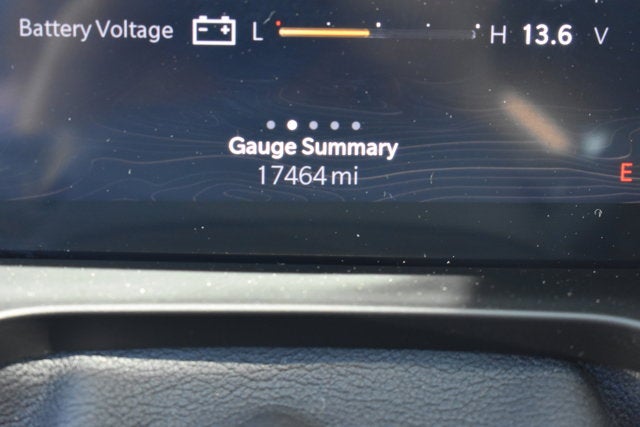 Battery Voltage - + L H 13.6 V
Gauge Summary
17464 mi
E